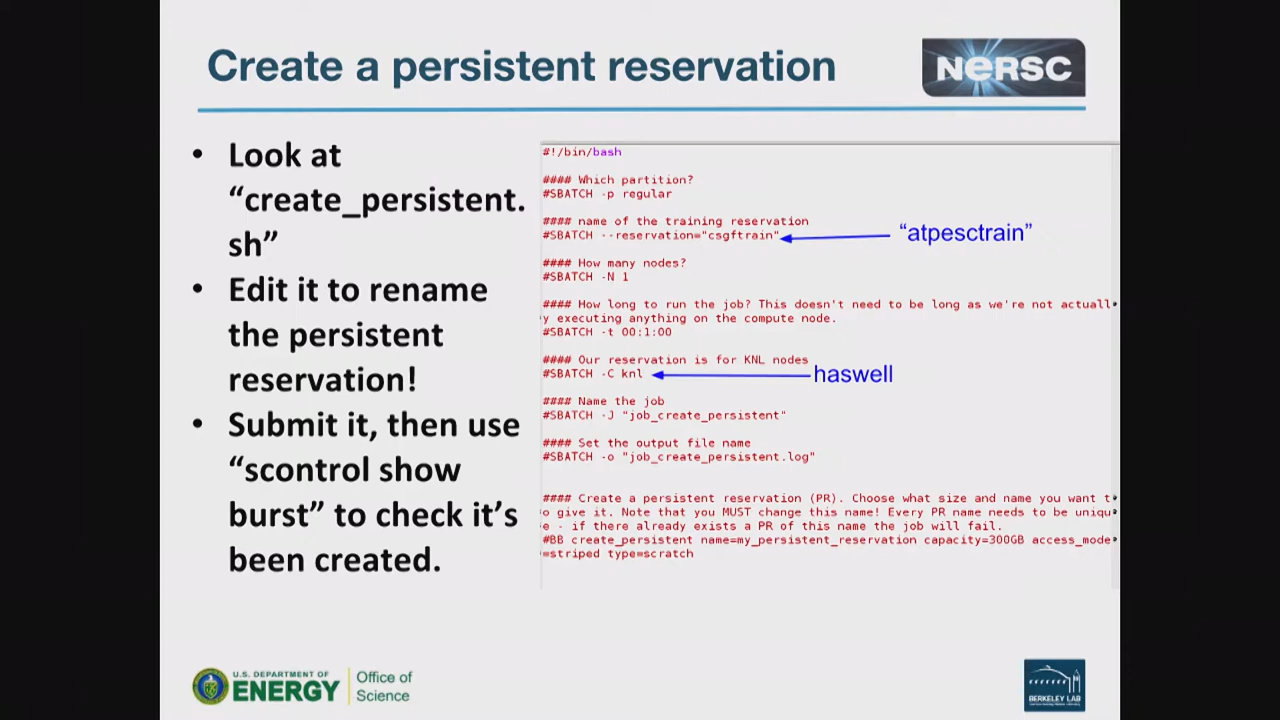 Create a persistent reservation
NERSC
• Look at
“create_persistent.
sh”
• Edit it to rename
the persistent
reservation!
• Submit it, then use
“scontrol show
burst” to check it’s
been created.
#!/bin/bash
#### Which partition?
#SBATCH -p regular
#### name of the training reservation
#SBATCH --reservation="csgftrain"
“atpesctrain”
#### How many nodes?
#SBATCH -N 1
#### How long to run the job? This doesn't need to be long as we're not actuall
y executing anything on the compute node.
#SBATCH -t 00:1:00
#### Our reservation is for KNL nodes
#SBATCH -C knl
haswell
#### Name the job
#SBATCH -J "job_create_persistent"
#### Set the output file name
#SBATCH -o "job_create_persistent.log"
#### Create a persistent reservation (PR). Choose what size and name you want t
o give it. Note that you MUST change this name! Every PR name needs to be uniqu
e - if there already exists a PR of this name the job will fail.
#BB create_persistent name=my_persistent_reservation capacity=300GB access_mode
=striped type=scratch
U.S. DEPARTMENT OF
ENERGY
Office of
Science
BERKELEY LAB